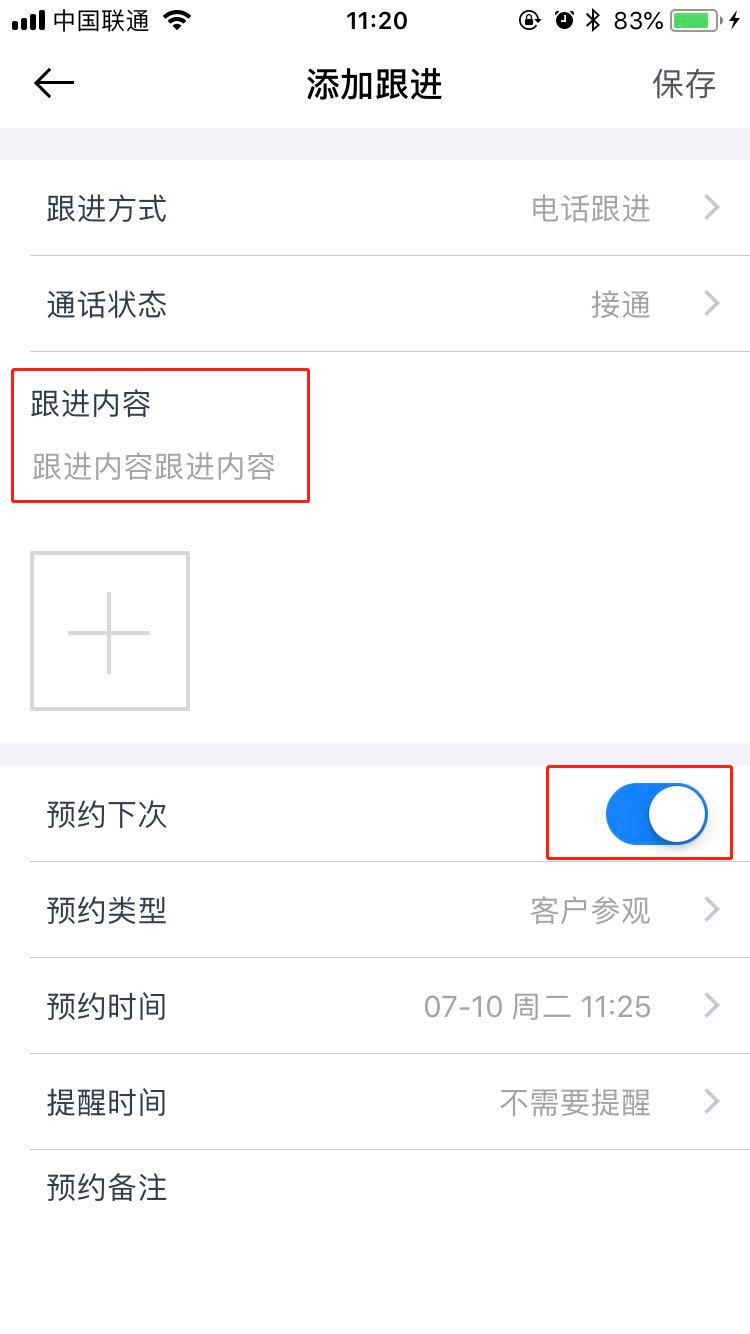 中国联通 11:20 83%
添加跟进 保存
跟进方式 电话跟进
通话状态 接通
跟进内容
跟进内容跟进内容
预约下次
预约类型 客户参观
预约时间 07-10 周二 11:25
提醒时间 不需要提醒
预约备注